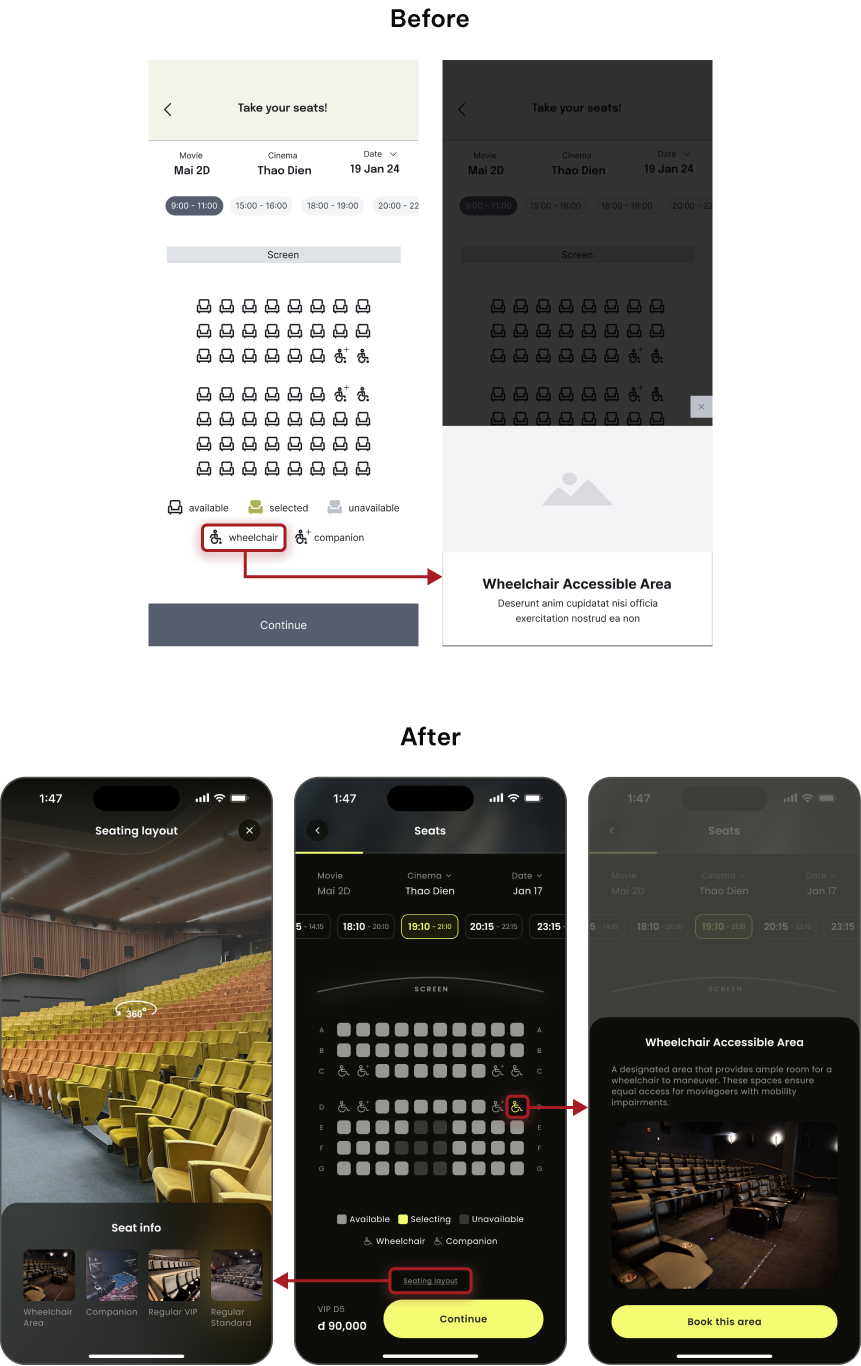 Before
Take your seats!
Movie
Cinema
Date
Mai 2D
Thao Dien
19 Jan 24
9:00 - 11:00
15:00 - 16:00
18:00 - 19:00
20:00 - 22
Screen
available
selected
unavailable
wheelchair
companion
Continue
Take your seats!
Movie
Cinema
Date
Mai 2D
Thao Dien
19 Jan 24
9:00 - 11:00
15:00 - 16:00
18:00 - 19:00
20:00 - 22
Screen
Wheelchair Accessible Area
Deserunt anim cupidatat nisi officia
exercitation nostrud ea non
After
1:47
Seating layout
360°
Seat info
Wheelchair
Area
Companion
Regular VIP
Regular
Standard
1:47
Seats
Movie
Cinema
Date
Mai 2D
Thao Dien
Jan 17
5 - 14:15
18:10 - 20:10
19:10 - 21:10
20:15 - 22:15
23:15 -
SCREEN
A A
B B
C C
D D
E E
F F
G G
Available
Selecting
Unavailable
Wheelchair
Companion
Seating layout
VIP D5
đ 90,000
Continue
1:47
Seats
Movie
Cinema
Date
Mai 2D
Thao Dien
Jan 17
5 - 14:15
18:10 - 20:10
19:10 - 21:10
20:15 - 22:15
23:15
SCREEN
Wheelchair Accessible Area
A designated area that provides ample room for a
wheelchair to maneuver. These spaces ensure
equal access for moviegoers with mobility
impairments.
Book this area